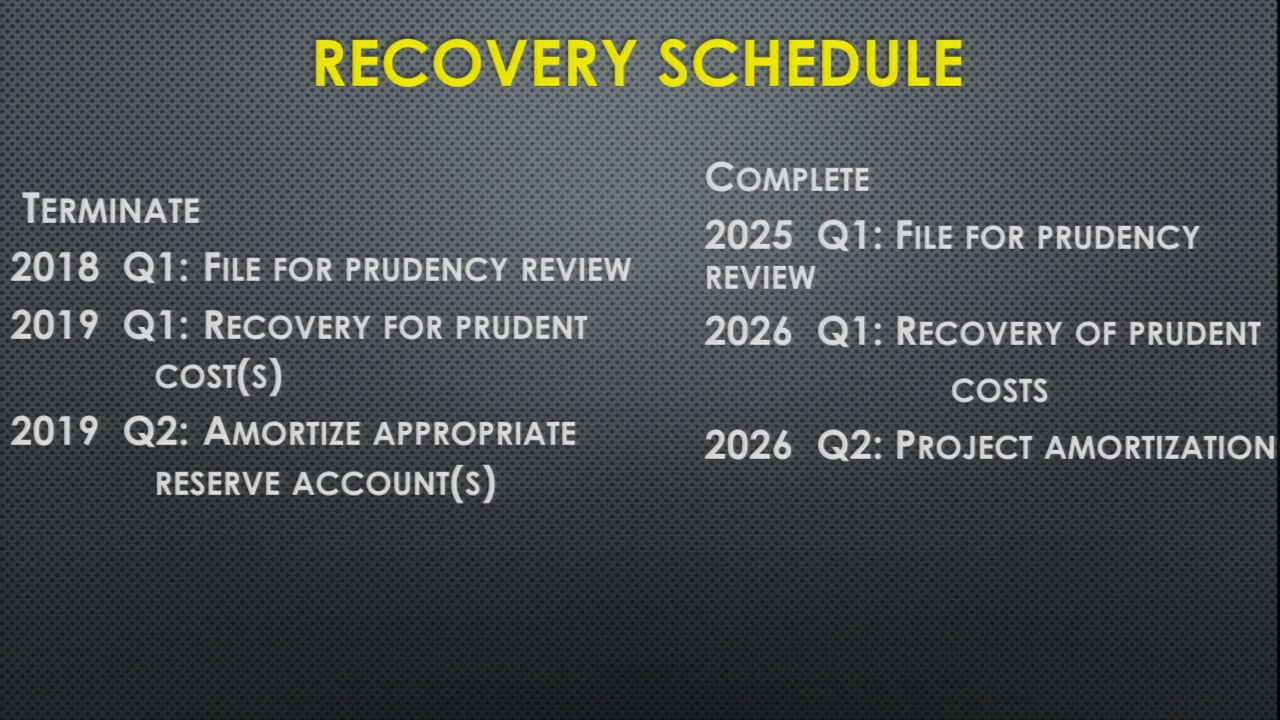 RECOVERY SCHEDULE
TERMINATE
2018 Q1: FILE FOR PRUDENCY REVIEW
2019 Q1: RECOVERY FOR PRUDENT
COST(S)
2019 Q2: AMORTIZE APPROPRIATE
RESERVE ACCOUNT(S)
COMPLETE
2025 Q1: FILE FOR PRUDENCY
REVIEW
2026 Q1: RECOVERY OF PRUDENT
COSTS
2026 Q2: PROJECT AMORTIZATION